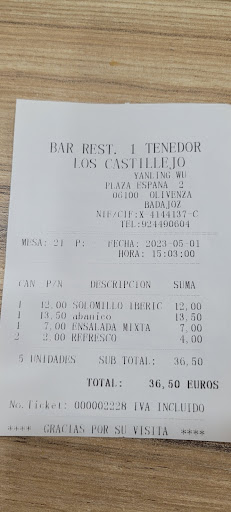 BAR REST. 1 TENEDOR
LOS CASTILLEJO
YANLING WU
PLAZA ESPANA 2
06100 OLIVENZA
BADAJOZ
NIF/CIF:X 4144137-C
TEL:924490604
MESA: 21 P: FECHA: 2023-05-01
HORA: 15:03:00
CAN P/N DESCRIPCION SUMA
1 12,00 SOLOMILLO IBERIC 12,00
1 13,50 abanico 13,50
1 7,00 ENSALADA MIXTA 7,00
2 2,00 REFRESCO 4,00
5 UNIDADES SUB TOTAL: 36,50
TOTAL: 36,50 EUROS
No.Ticket: 000002228 IVA INCLUIDO
**** GRACIAS POR SU VISITA ****